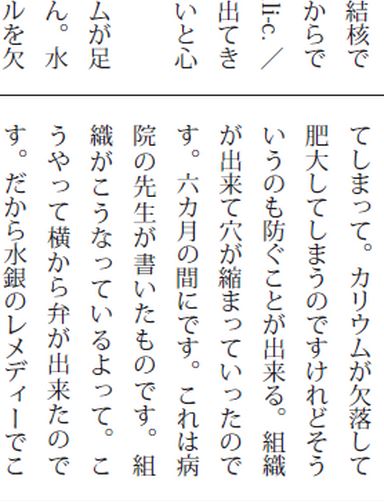 結核で
からで
li-c. ／
出てき
いと心
ムが足
ん。水
ルを欠
てしまって。カリウムが欠落して
肥大してしまうのですけれどそう
いうのも防ぐことが出来る。組織
が出来て穴が縮まっていったので
す。六カ月の間にです。これは病
院の先生が書いたものです。組
織がこうなっているよって。こ
うやって横から弁が出来たので
す。だから水銀のレメディーでこ